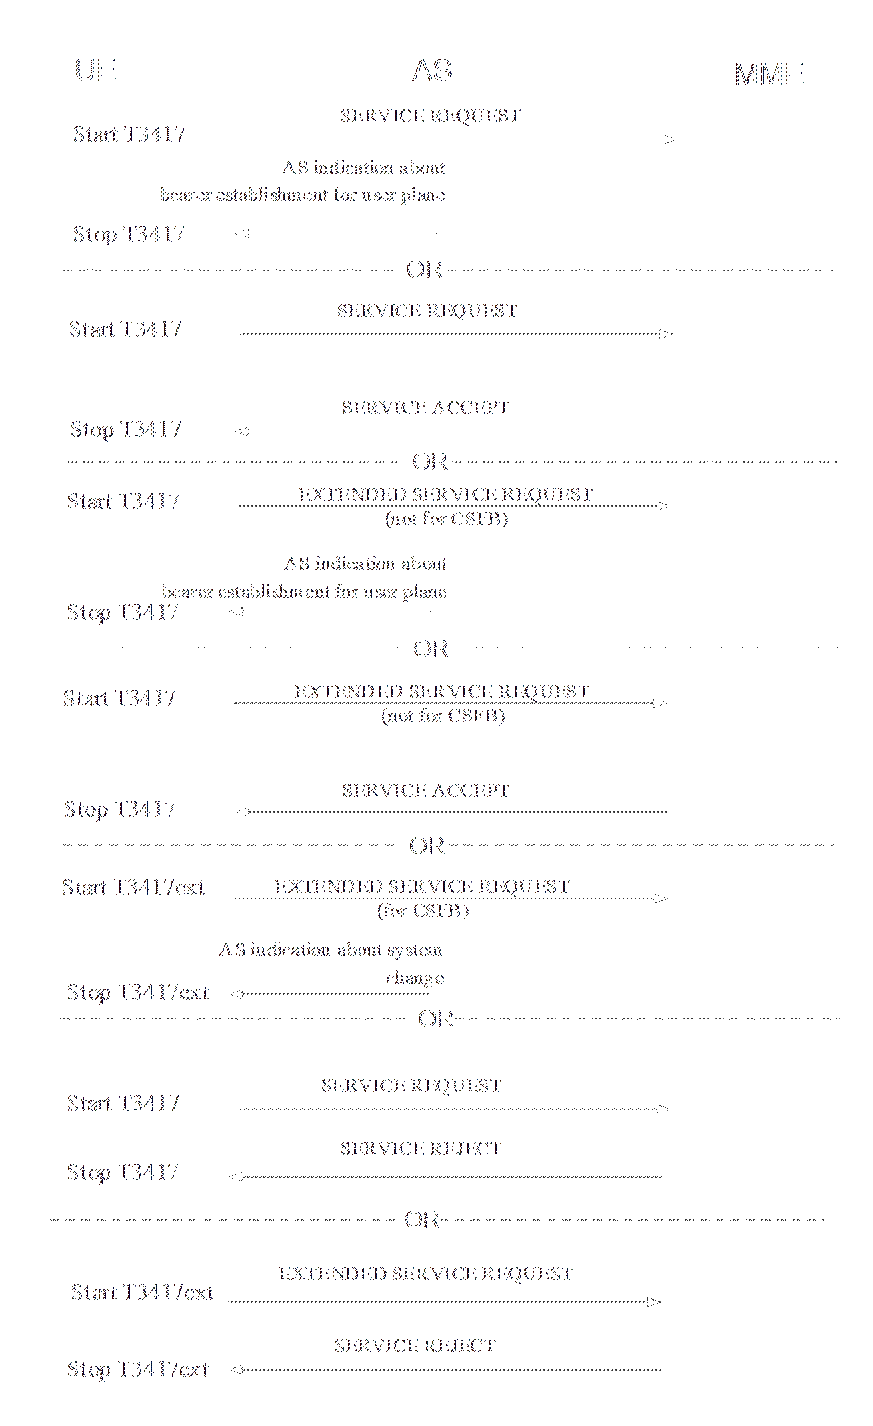 UE AS MME
SERVICE REQUEST
Start T3417
AS indication about
bearer establishment for user plane
Stop T3417
OR
SERVICE REQUEST
Start T3417
SERVICE ACCEPT
Stop T3417
OR
EXTENDED SERVICE REQUEST
Start T3417
(not for CSFB)
AS indication about
bearer establishment for user plane
Stop T3417
OR
EXTENDED SERVICE REQUEST
Start T3417
(not for CSFB)
SERVICE ACCEPT
Stop T3417
OR
EXTENDED SERVICE REQUEST
Start T3417ext
(for CSFB)
AS indication about system
change
Stop T3417ext
OR
SERVICE REQUEST
Start T3417
SERVICE REJECT
Stop T3417
OR
EXTENDED SERVICE REQUEST
Start T3417ext
SERVICE REJECT
Stop T3417ext